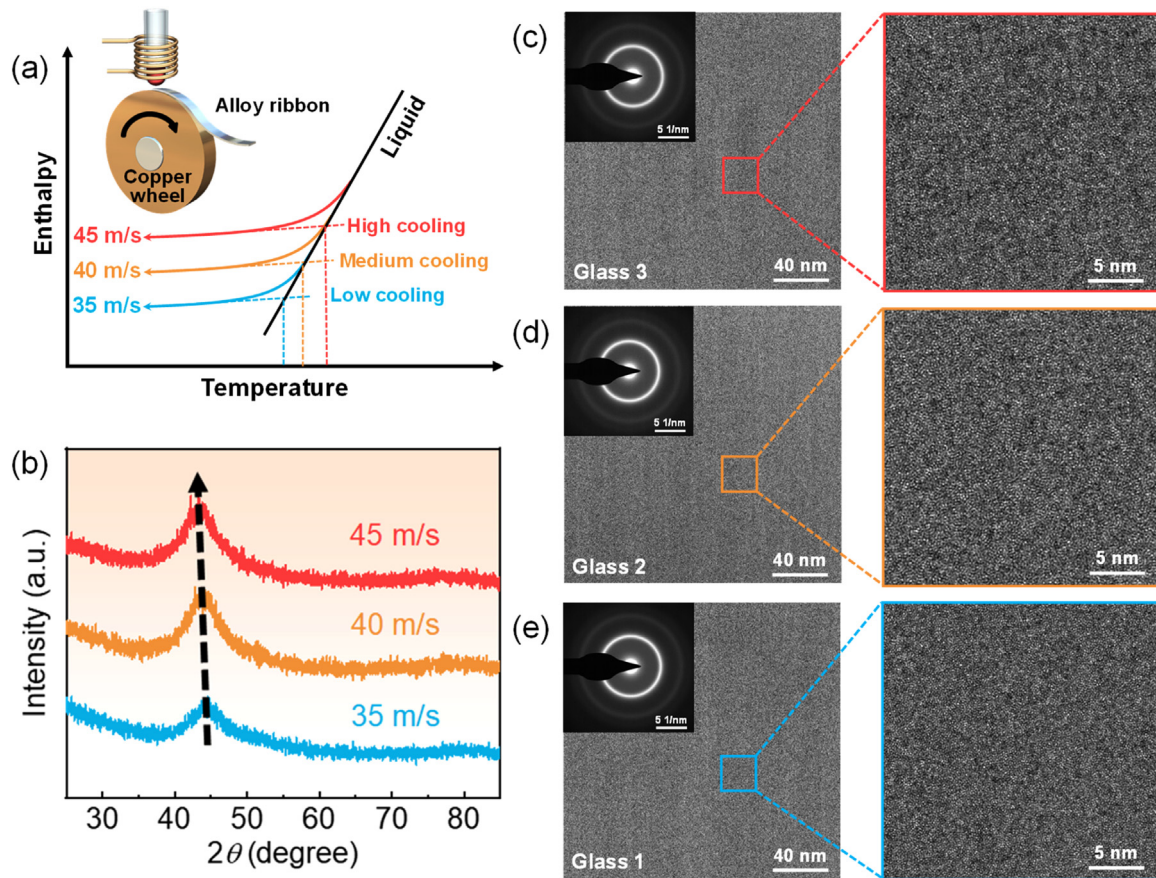 (a)
Alloy ribbon
Copper
wheel
Liquid
Enthalpy
45 m/s
High cooling
40 m/s
Medium cooling
35 m/s
Low cooling
Temperature
(b)
45 m/s
40 m/s
35 m/s
Intensity (a.u.)
30 40 50 60 70 80
2θ (degree)
(c)
5 1/nm
Glass 3
40 nm
5 nm
(d)
5 1/nm
Glass 2
40 nm
5 nm
(e)
5 1/nm
Glass 1
40 nm
5 nm